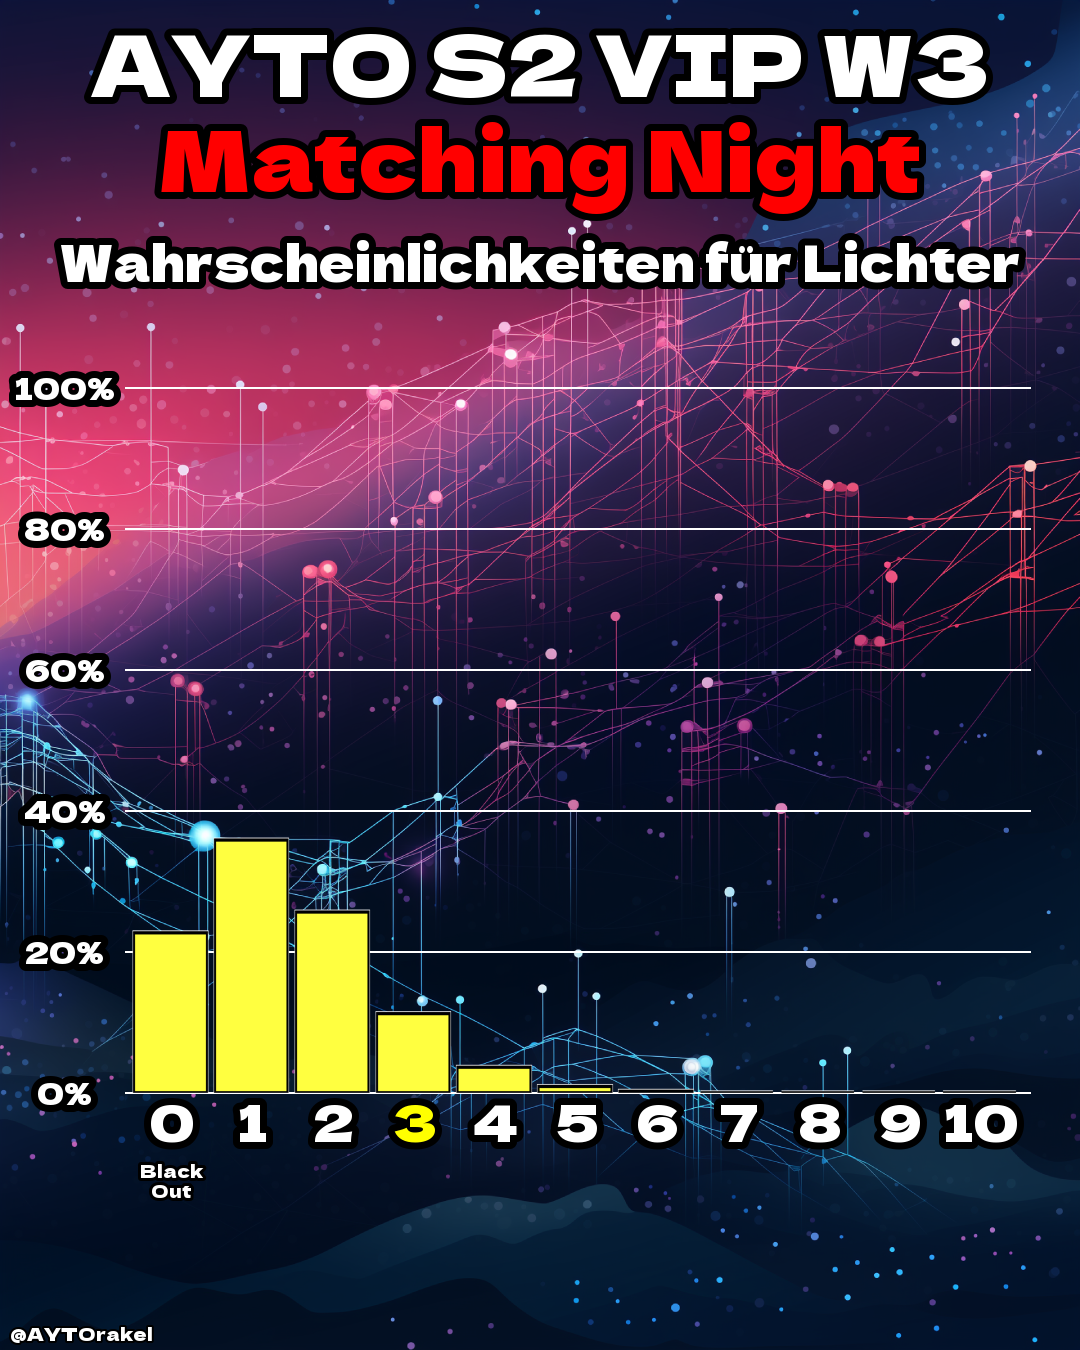 AYTO S2 VIP W3
Matching Night
Wahrscheinlichkeiten für Lichter
100%
80%
60%
40%
20%
0%
0 1 2 3 4 5 6 7 8 9 10
Black
Out
@AYTOrakel